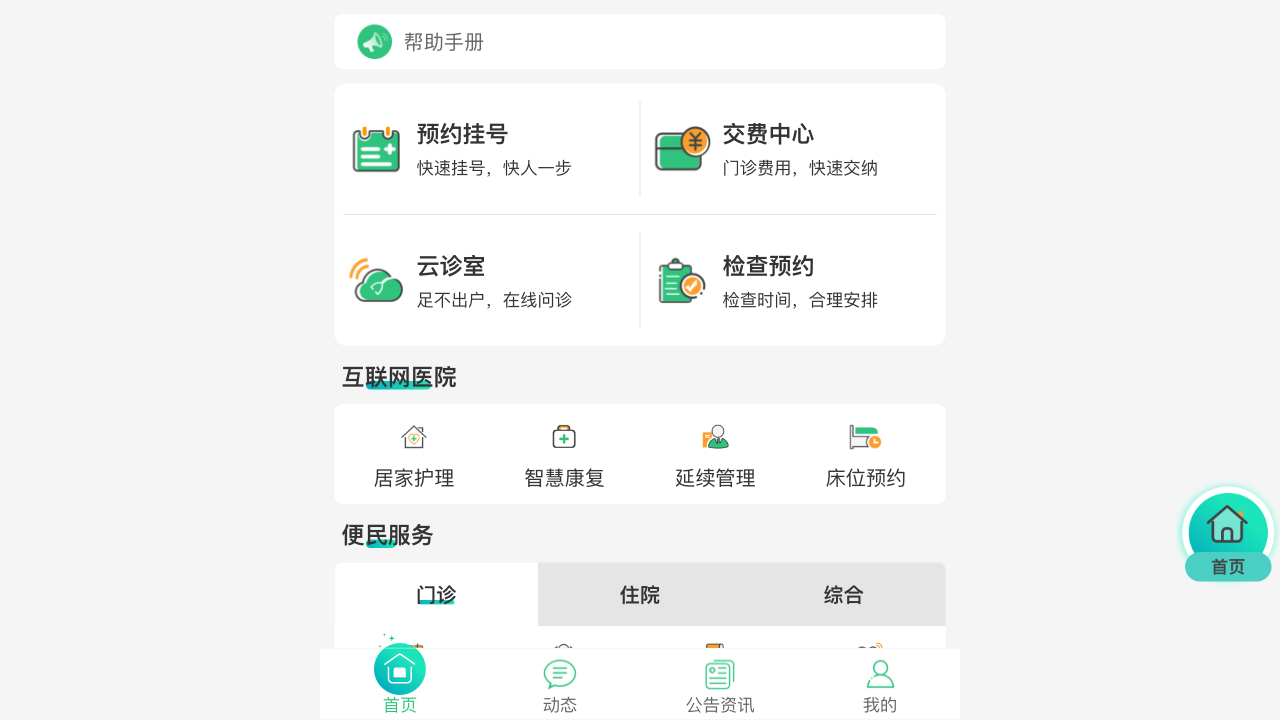 帮助手册
预约挂号
快速挂号，快人一步
交费中心
门诊费用，快速交纳
云诊室
足不出户，在线问诊
检查预约
检查时间，合理安排
互联网医院
居家护理
智慧康复
延续管理
床位预约
便民服务
门诊
住院
综合
首页
首页
动态
公告资讯
我的